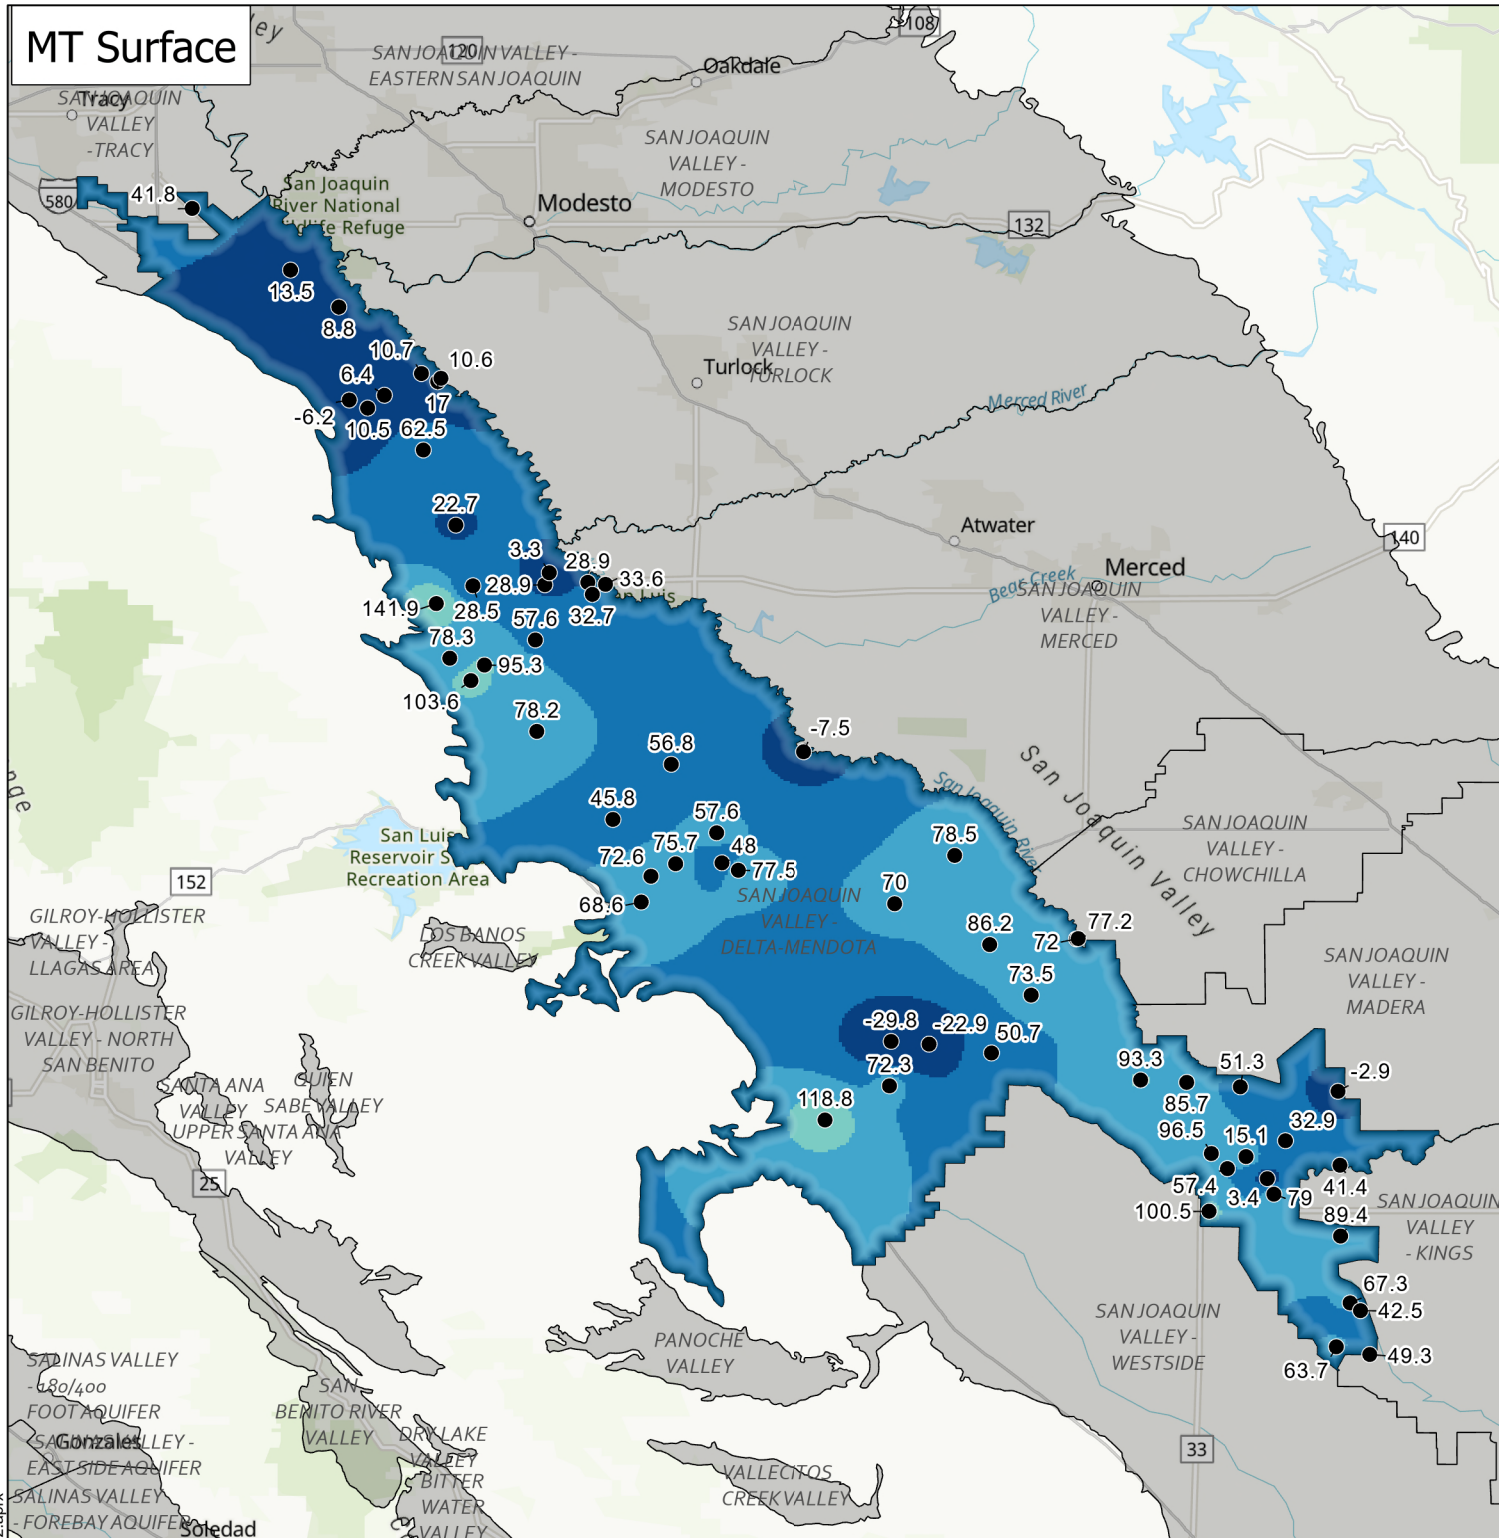 MT Surface
ley
108
120
SAN JOAQUIN VALLEY -
EASTERN SAN JOAQUIN
Oakdale
Tracy
SAN JOAQUIN
VALLEY
-TRACY
SAN JOAQUIN
VALLEY -
MODESTO
580
41.8
San Joaquin
River National
Wildlife Refuge
Modesto
132
13.5
8.8
10.7
10.6
6.4
17
-6.2
10.5
62.5
SAN JOAQUIN
VALLEY -
TURLOCK
Turlock
Merced River
22.7
Atwater
140
3.3
28.9
28.9
33.6
an Luis
Merced
Bear Creek
SAN JOAQUIN
VALLEY -
MERCED
141.9
28.5
32.7
57.6
78.3
95.3
103.6
78.2
-7.5
56.8
nge
San Joaquin Valley
San Joaquin River
45.8
57.6
78.5
SAN JOAQUIN
VALLEY -
CHOWCHILLA
San Luis
Reservoir S
Recreation Area
152
72.6
75.7
48
77.5
68.6
70
SAN JOAQUIN
VALLEY -
DELTA-MENDOTA
86.2
72
77.2
GILROY-HOLLISTER
VALLEY -
LLAGAS AREA
LOS BANOS
CREEK VALLEY
SAN JOAQUIN
VALLEY -
MADERA
73.5
GILROY-HOLLISTER
VALLEY - NORTH
SAN BENITO
-29.8
-22.9
50.7
72.3
93.3
51.3
-2.9
85.7
SANTA ANA
VALLEY
QUIEN
SABE VALLEY
UPPER SANTA ANA
VALLEY
118.8
96.5
15.1
32.9
57.4
3.4
79
41.4
100.5
25
89.4
SAN JOAQUIN
VALLEY
- KINGS
67.3
42.5
SAN JOAQUIN
VALLEY -
WESTSIDE
63.7
49.3
PANOCHE
VALLEY
SALINAS VALLEY
- 180/400
FOOT AQUIFER
SAN
BENITO RIVER
VALLEY
Gonzales
SALINAS VALLEY -
EAST SIDE AQUIFER
DRY LAKE
VALLEY
BITTER
WATER
VALLEY
33
VALLECITOS
CREEK VALLEY
SALINAS VALLEY
- FOREBAY AQUIFER
Soledad